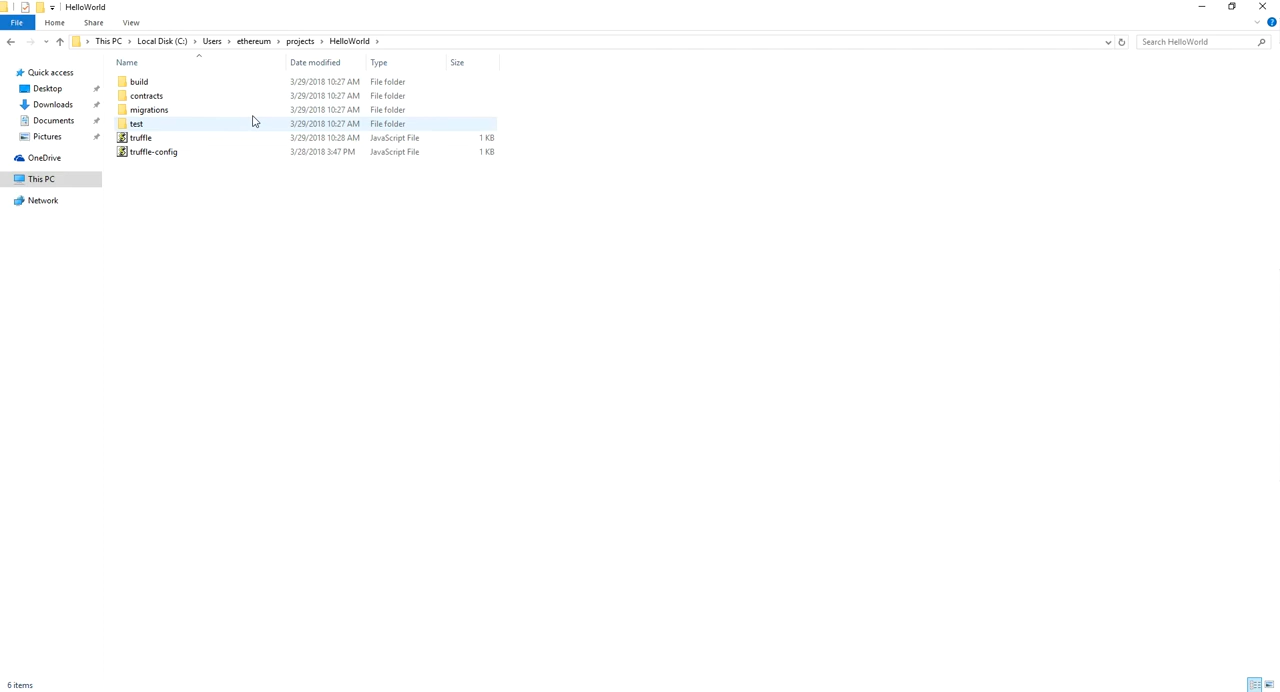 HelloWorld
File Home Share View
This PC Local Disk (C:) Users ethereum projects HelloWorld Search HelloWorld
Name Date modified Type Size
Quick access
Desktop
Downloads
Documents
Pictures
OneDrive
This PC
Network
build 3/29/2018 10:27 AM File folder
contracts 3/29/2018 10:27 AM File folder
migrations 3/29/2018 10:27 AM File folder
test 3/29/2018 10:27 AM File folder
truffle 3/29/2018 10:28 AM JavaScript File 1 KB
truffle-config 3/28/2018 3:47 PM JavaScript File 1 KB
6 items